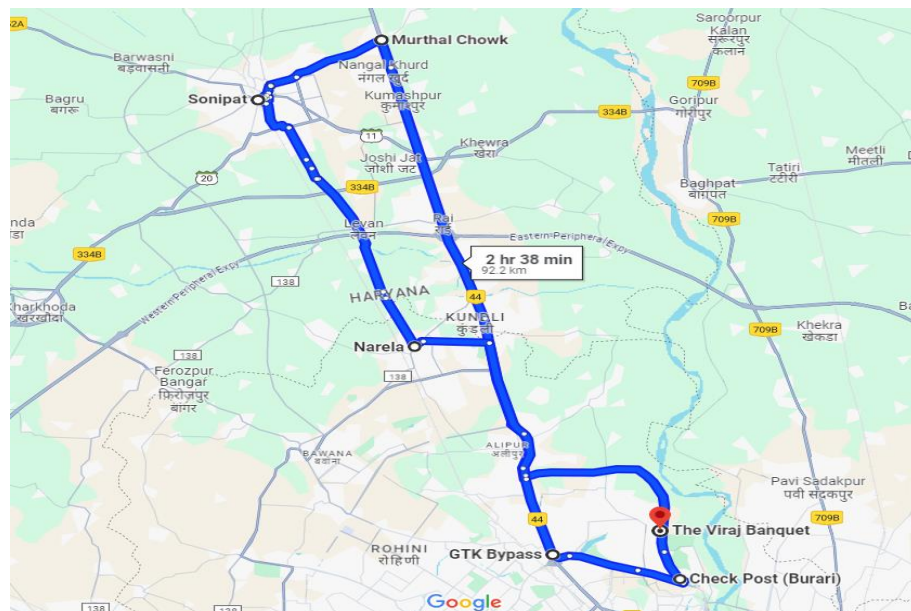 52A
Saroorpur
Kalan
सरूरपुर
कलान
Murthal Chowk
Barwasni
बड़वासनी
Nangal Khurd
नंगल खुर्द
Bagru
बगरू
Sonipat
Kumashpur
कुमाशपुर
709B
Goripur
गोरीपुर
334B
11
Khewra
खेरा
Joshi Jat
जोशी जट
Meetli
मीतली
Tatiri
टटीरी
20
334B
Baghpat
बागपत
Rai
राई
Levan
लेवन
709B
334B
Eastern Peripheral Expy
2 hr 38 min
92.2 km
Western Peripheral Expy
138
HARYANA
44
Kharkhoda
खरखौदा
KUNDLI
कुंडली
Khekra
खेकड़ा
709B
Narela
138
138
Ferozpur
Bangar
फ़िरोज़पुर
बांगर
ALIPUR
अलीपुर
BAWANA
बवाना
Pavi Sadakpur
पवी सदकपुर
44
709B
The Viraj Banquet
ROHINI
रोहिणी
GTK Bypass
Check Post (Burari)
Google
138